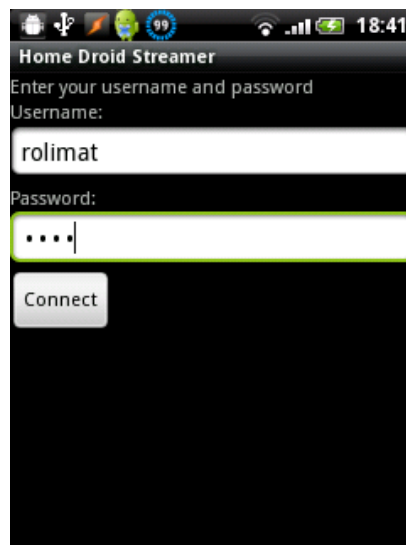 99 18:41
Home Droid Streamer
Enter your username and password
Username:
rolimat
Password:
••••
Connect